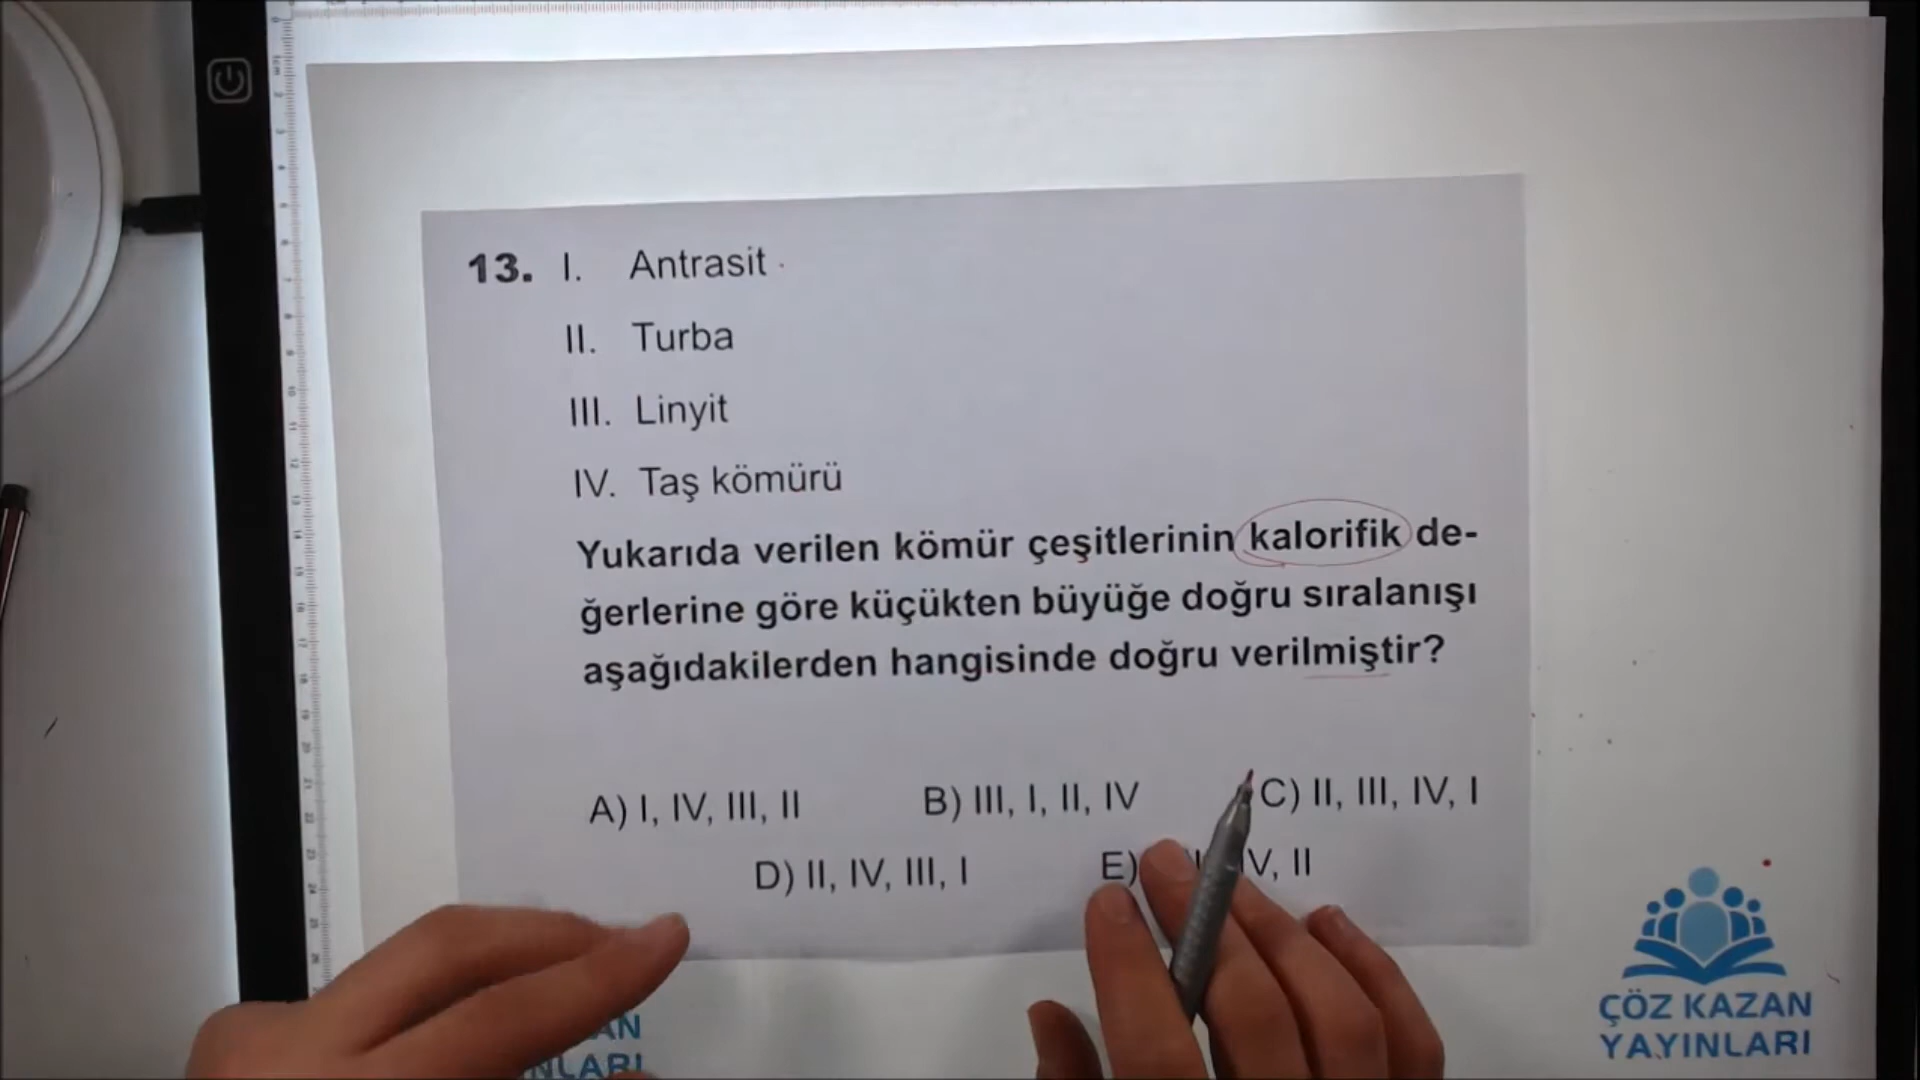 13. I. Antrasit
II. Turba
III. Linyit
IV. Taş kömürü
Yukarıda verilen kömür çeşitlerinin kalorifik de-
ğerlerine göre küçükten büyüğe doğru sıralanışı
aşağıdakilerden hangisinde doğru verilmiştir?
A) I, IV, III, II B) III, I, II, IV C) II, III, IV, I
D) II, IV, III, I E) V, II
ÇÖZ KAZAN
YAYINLARI
AN
NLARI